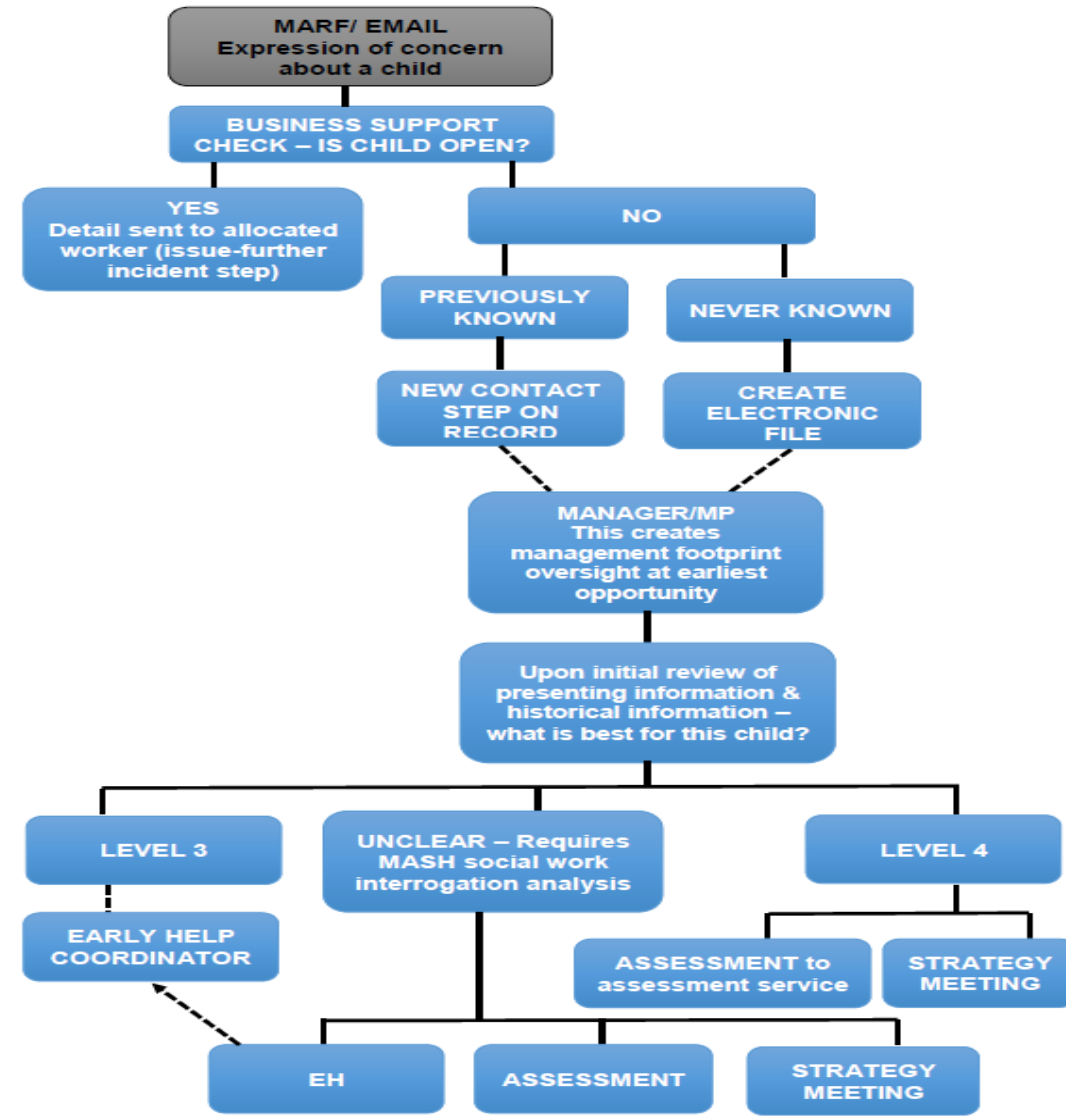 MARF/ EMAIL
Expression of concern
about a child
BUSINESS SUPPORT
CHECK – IS CHILD OPEN?
YES
Detail sent to allocated
worker (issue-further
incident step)
NO
PREVIOUSLY
KNOWN
NEVER KNOWN
NEW CONTACT
STEP ON
RECORD
CREATE
ELECTRONIC
FILE
MANAGER/MP
This creates
management footprint
oversight at earliest
opportunity
Upon initial review of
presenting information &
historical information –
what is best for this child?
LEVEL 3
UNCLEAR – Requires
MASH social work
interrogation analysis
LEVEL 4
EARLY HELP
COORDINATOR
ASSESSMENT to
assessment service
STRATEGY
MEETING
EH
ASSESSMENT
STRATEGY
MEETING